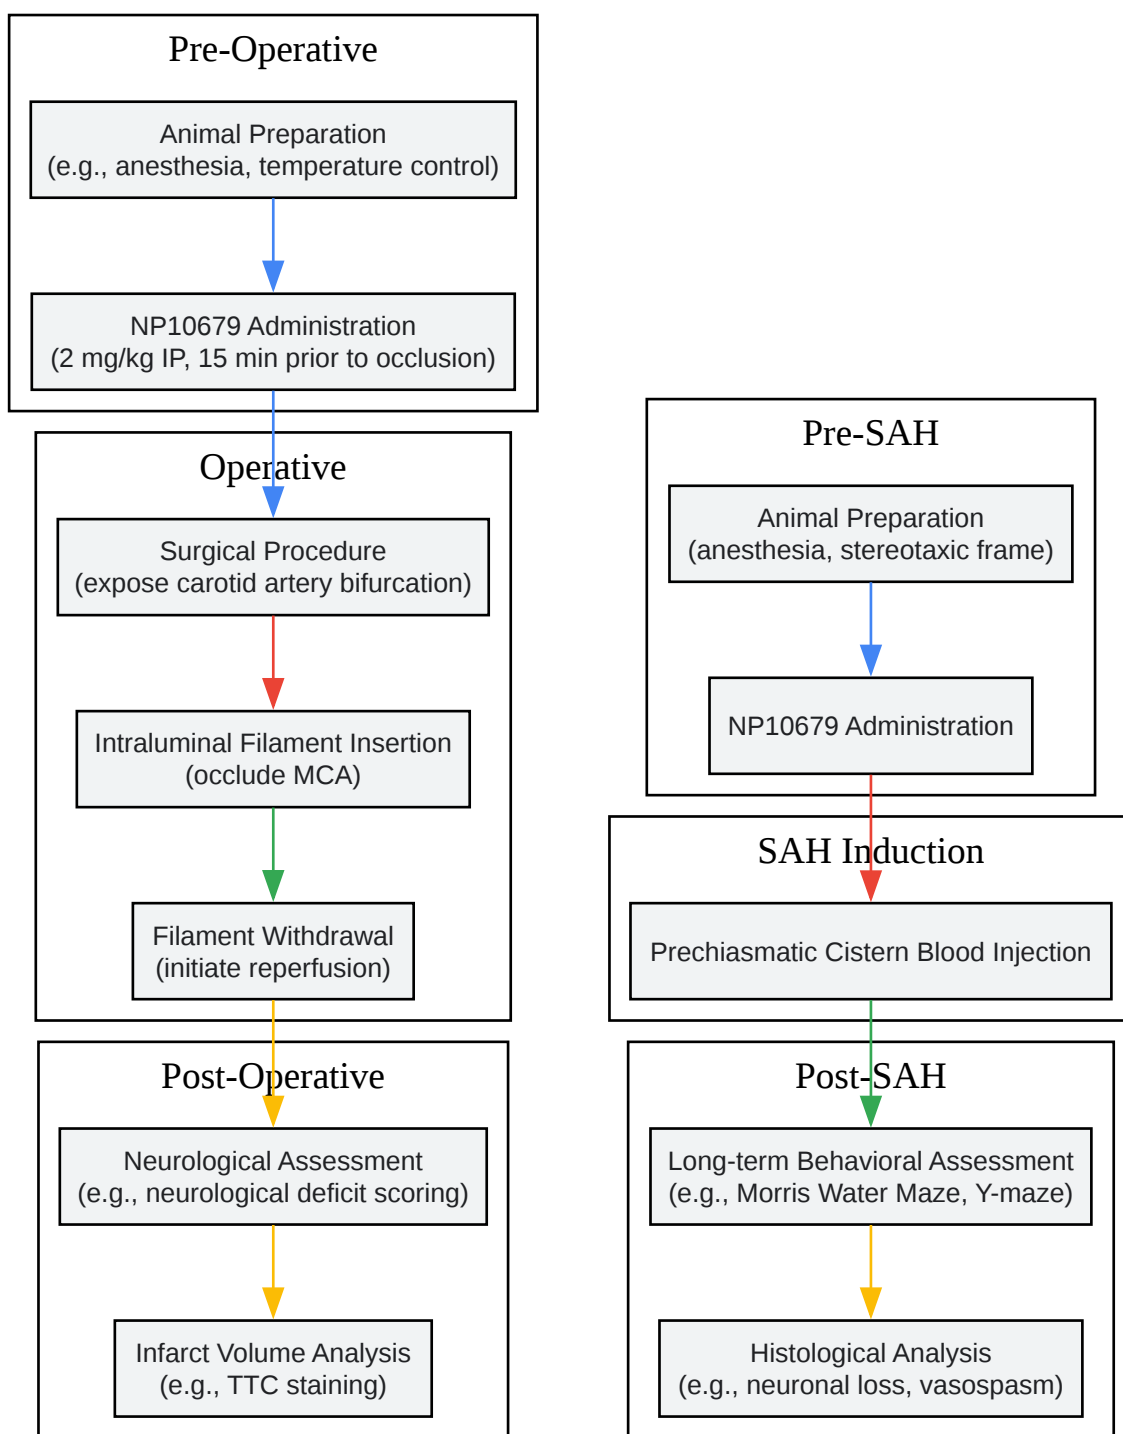 Pre-Operative
Animal Preparation
(e.g., anesthesia, temperature control)
NP10679 Administration
(2 mg/kg IP, 15 min prior to occlusion)
Operative
Surgical Procedure
(expose carotid artery bifurcation)
Intraluminal Filament Insertion
(occlude MCA)
Filament Withdrawal
(initiate reperfusion)
Post-Operative
Neurological Assessment
(e.g., neurological deficit scoring)
Infarct Volume Analysis
(e.g., TTC staining)
Pre-SAH
Animal Preparation
(anesthesia, stereotaxic frame)
NP10679 Administration
SAH Induction
Prechiasmatic Cistern Blood Injection
Post-SAH
Long-term Behavioral Assessment
(e.g., Morris Water Maze, Y-maze)
Histological Analysis
(e.g., neuronal loss, vasospasm)